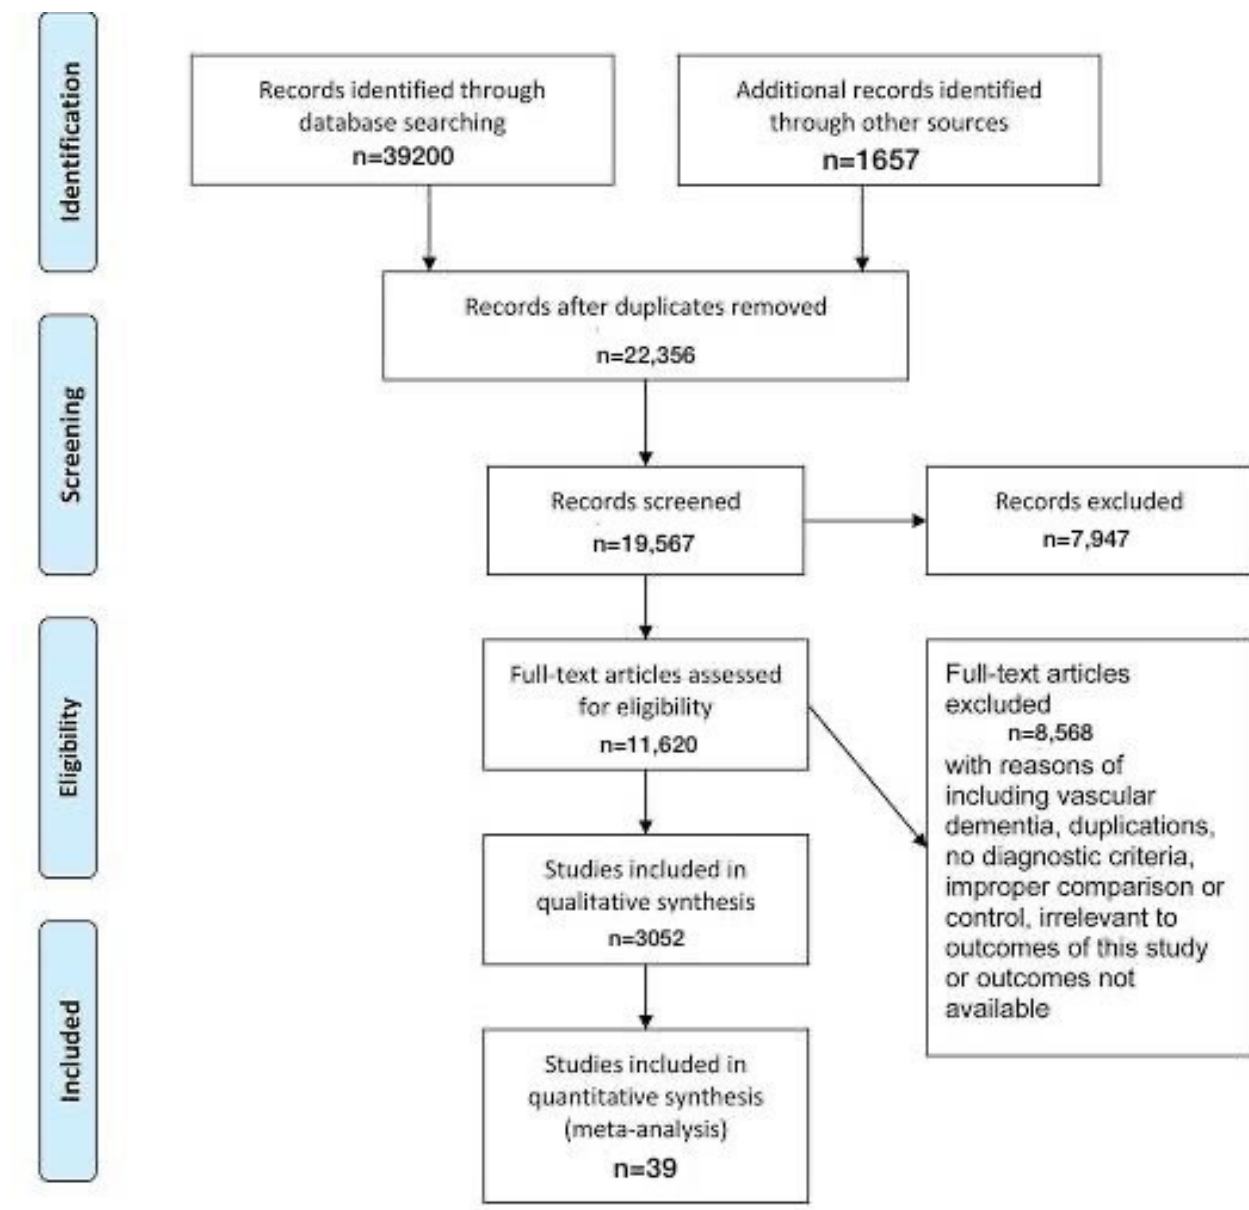 Identification
Records identified through
database searching
n=39200
Additional records identified
through other sources
n=1657
Records after duplicates removed
n=22,356
Screening
Records screened
n=19,567
Records excluded
n=7,947
Eligibility
Full-text articles assessed
for eligibility
n=11,620
Full-text articles
excluded
n=8,568
with reasons of
including vascular
dementia, duplications,
no diagnostic criteria,
improper comparison or
control, irrelevant to
outcomes of this study
or outcomes not
available
Studies included in
qualitative synthesis
n=3052
Included
Studies included in
quantitative synthesis
(meta-analysis)
n=39